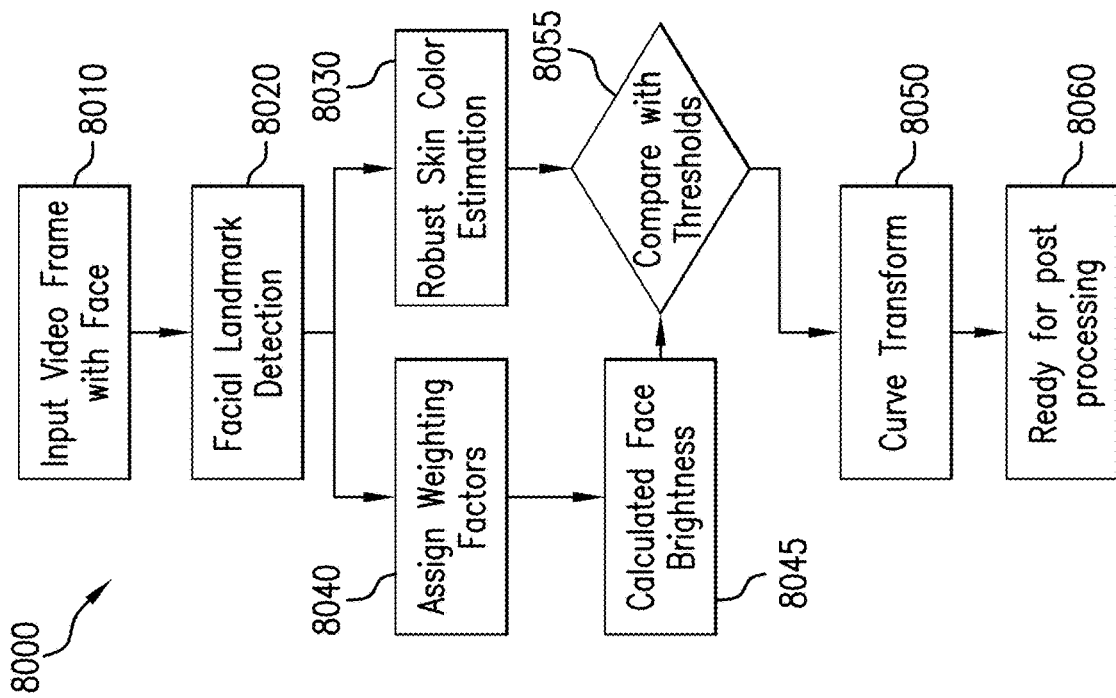 8000
Input Video Frame
with Face
8010
Facial Landmark
Detection
8020
Assign Weighting
Factors
8040
Robust Skin Color
Estimation
8030
Calculated Face
Brightness
8045
Compare with
Thresholds
8055
Curve Transform
8050
Ready for post
processing
8060